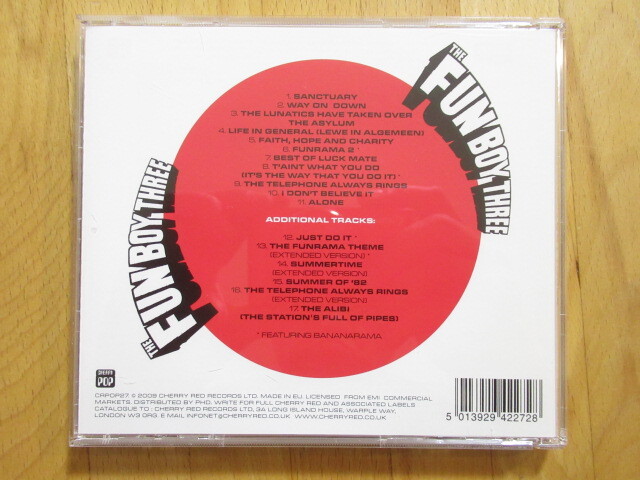 THE
FUN BOY THREE
1. SANCTUARY
2. WAY ON DOWN
3. THE LUNATICS HAVE TAKEN OVER
THE ASYLUM
4. LIFE IN GENERAL (LEWE IN ALGEMEEN)
5. FAITH, HOPE AND CHARITY
6. FUNRAMA 2 *
7. BEST OF LUCK MATE
8. T'AINT WHAT YOU DO
(IT'S THE WAY THAT YOU DO IT) *
9. THE TELEPHONE ALWAYS RINGS
10. I DON'T BELIEVE IT
11. ALONE
ADDITIONAL TRACKS:
12. JUST DO IT *
13. THE FUNRAMA THEME
(EXTENDED VERSION) *
14. SUMMERTIME
(EXTENDED VERSION)
15. SUMMER OF '82
16. THE TELEPHONE ALWAYS RINGS
(EXTENDED VERSION)
17. THE ALIBI
(THE STATION'S FULL OF PIPES)
* FEATURING BANANARAMA
THE
FUN BOY THREE
CHERRY
POP
CRPOP27. © 2009 CHERRY RED RECORDS LTD. MADE IN EU. LICENSED FROM EMI COMMERCIAL
MARKETS. DISTRIBUTED BY PHD. WRITE FOR FULL CHERRY RED AND ASSOCIATED LABELS
CATALOGUE TO : CHERRY RED RECORDS LTD, 3A LONG ISLAND HOUSE, WARPLE WAY,
LONDON W3 0RG. E MAIL INFONET@CHERRYRED.CO.UK WWW.CHERRYRED.CO.UK
5 013929 422728